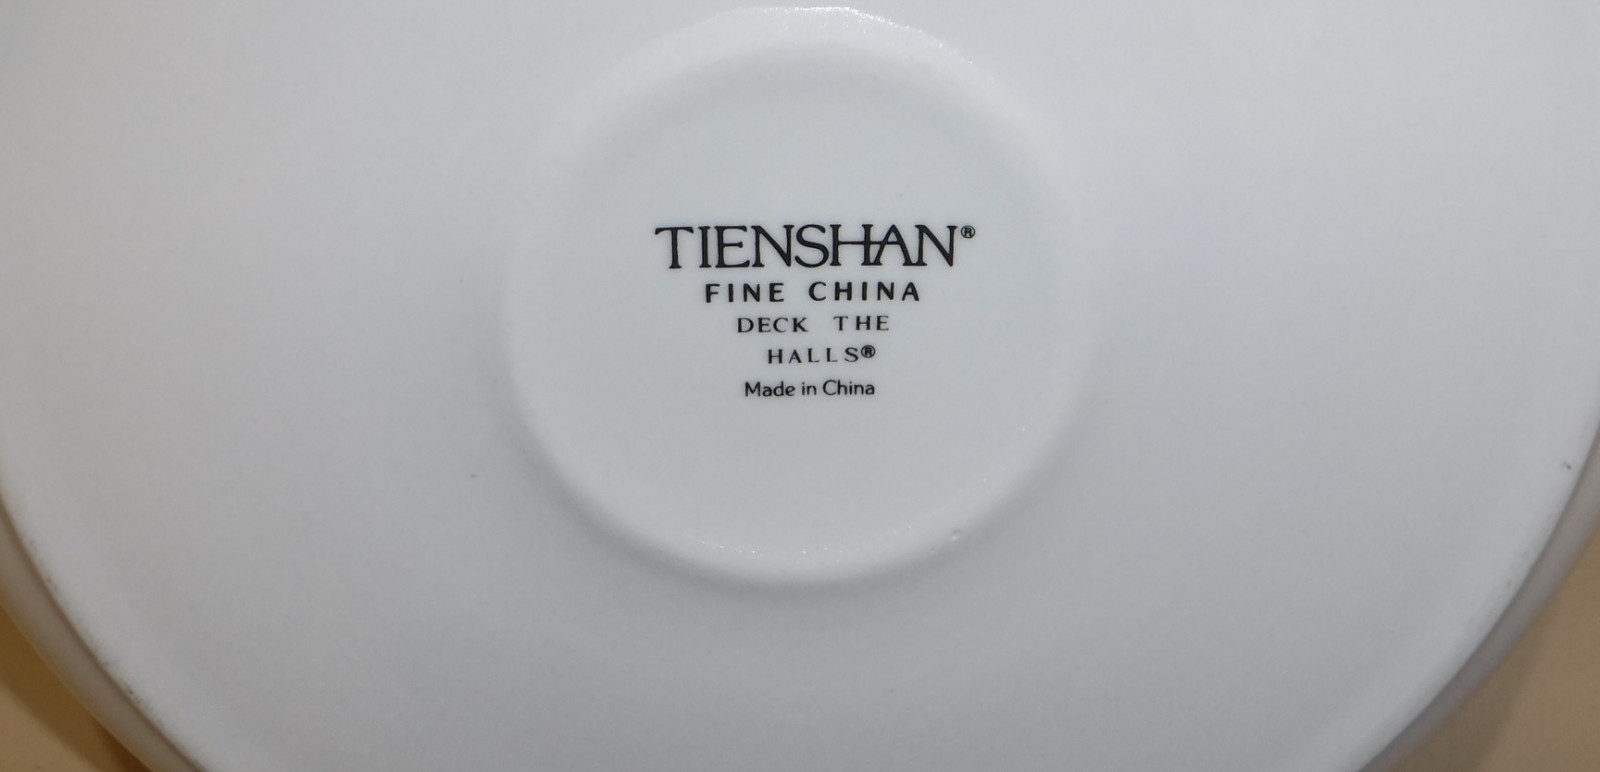 TIENSHAN®
FINE CHINA
DECK THE
HALLS®
Made in China